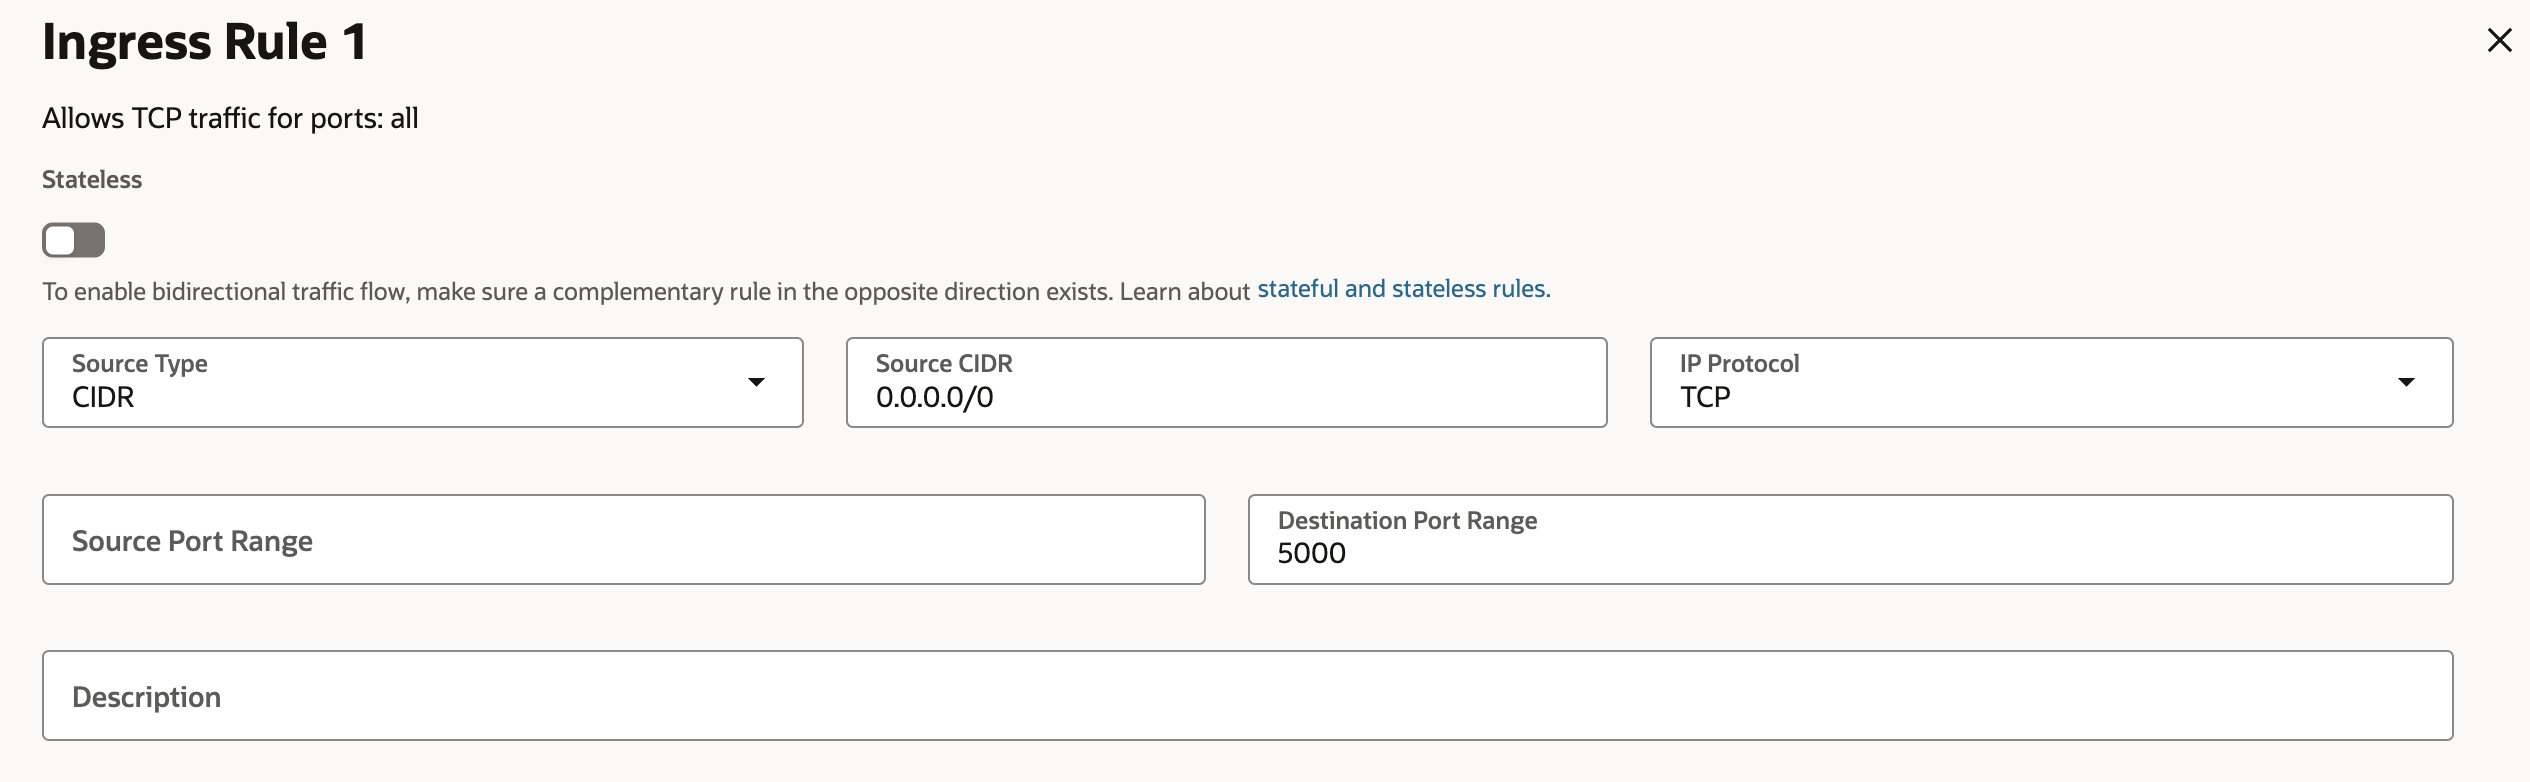 Ingress Rule 1
Allows TCP traffic for ports: all
Stateless
To enable bidirectional traffic flow, make sure a complementary rule in the opposite direction exists. Learn about stateful and stateless rules.
Source Type
CIDR
Source CIDR
0.0.0.0/0
IP Protocol
TCP
Source Port Range
Destination Port Range
5000
Description